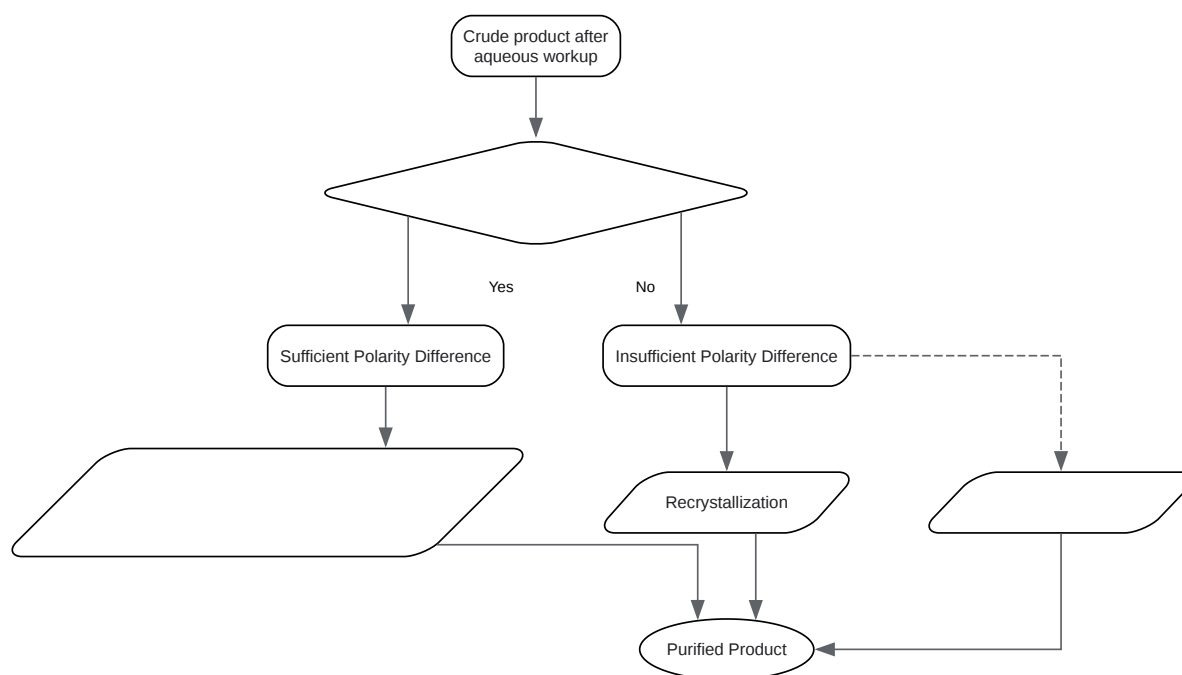 Crude product after
aqueous workup
Yes
No
Sufficient Polarity Difference
Insufficient Polarity Difference
Recrystallization
Purified Product